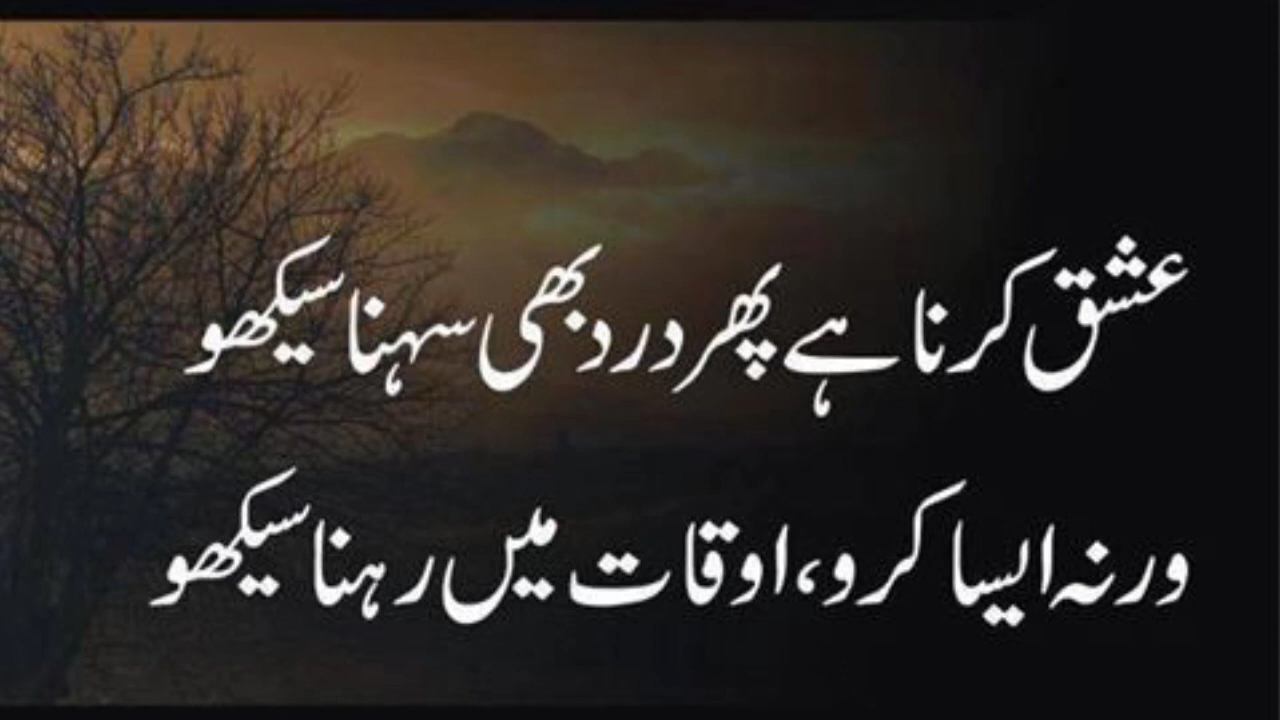 عشق کرنا ہے پھر درد بھی سہنا سیکھو
ورنہ ایسا کرو، اوقات میں رہنا سیکھو